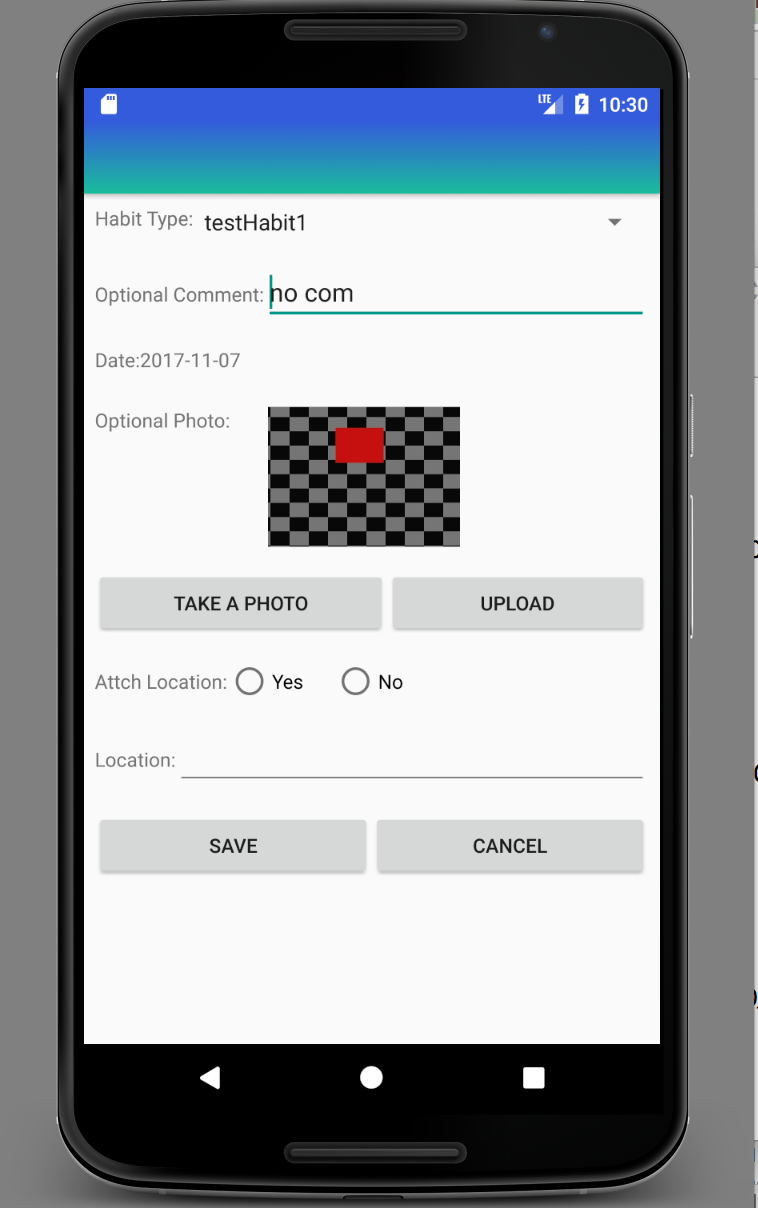 LTE 10:30
Habit Type: testHabit1
Optional Comment: no com
Date:2017-11-07
Optional Photo:
TAKE A PHOTO UPLOAD
Attch Location: Yes No
Location:
SAVE CANCEL